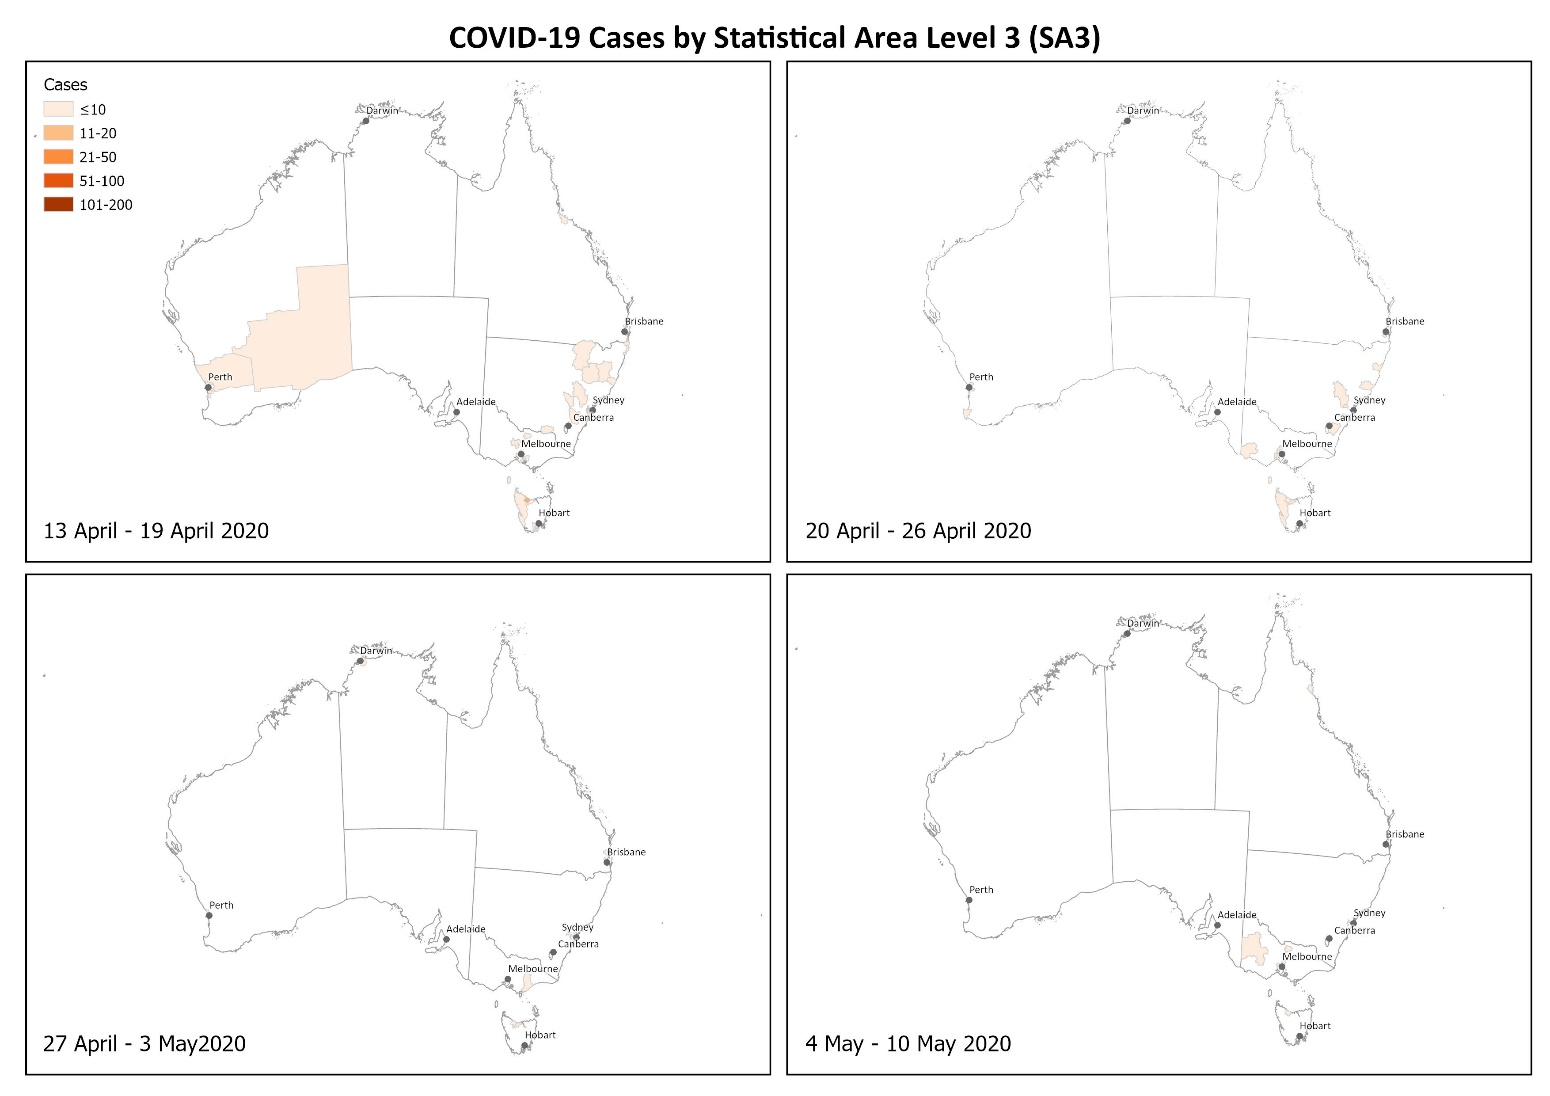 COVID-19 Cases by Statistical Area Level 3 (SA3)
Cases
≤10
11-20
21-50
51-100
101-200
Darwin
Brisbane
Perth
Sydney
Adelaide
Canberra
Melbourne
Hobart
13 April - 19 April 2020
Darwin
Brisbane
Perth
Sydney
Adelaide
Canberra
Melbourne
Hobart
20 April - 26 April 2020
Darwin
Brisbane
Perth
Sydney
Adelaide
Canberra
Melbourne
Hobart
27 April - 3 May2020
Darwin
Brisbane
Perth
Sydney
Adelaide
Canberra
Melbourne
Hobart
4 May - 10 May 2020